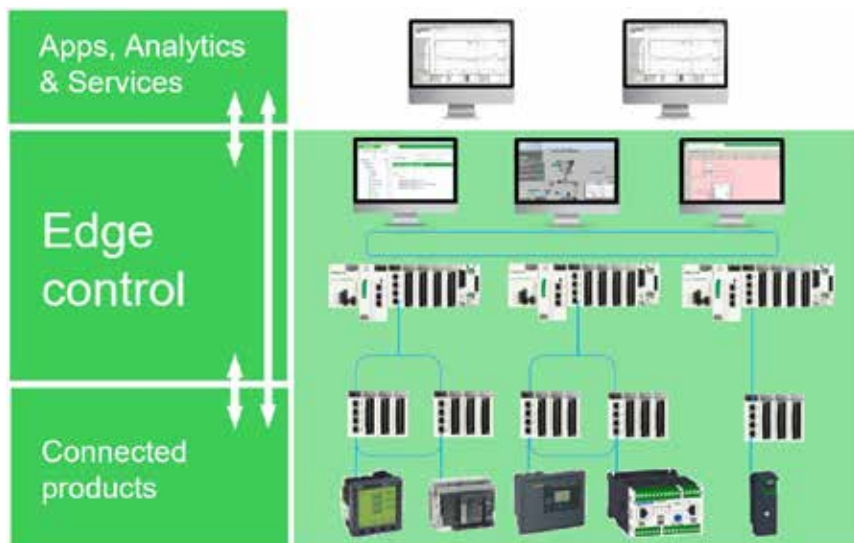 Apps, Analytics
& Services
Edge
control
Connected
products